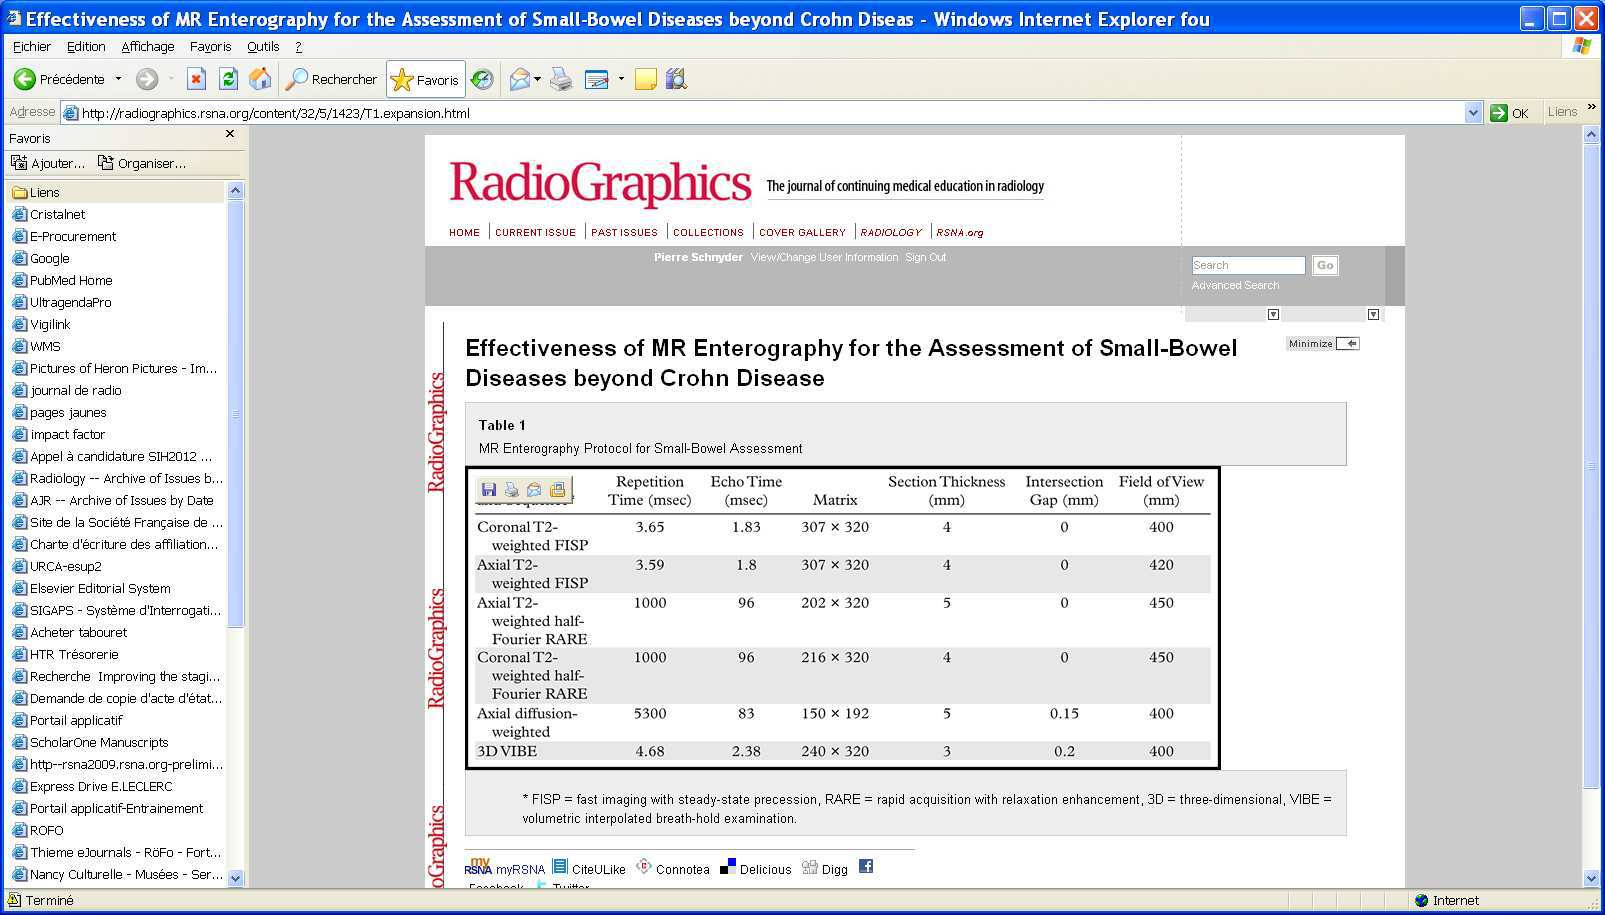 Effectiveness of MR Enterography for the Assessment of Small-Bowel Diseases beyond Crohn Diseas - Windows Internet Explorer fou
Fichier Edition Affichage Favoris Outils ?
Précédente Rechercher Favoris
Adresse http://radiographics.rsna.org/content/32/5/1423/T1.expansion.html OK Liens »
Favoris
Ajouter... Organiser...
Liens
Cristalnet
E-Procurement
Google
PubMed Home
UltragendaPro
Vigilink
WMS
Pictures of Heron Pictures - Im...
journal de radio
pages jaunes
impact factor
Appel à candidature SIH2012 ...
Radiology -- Archive of Issues b...
AJR -- Archive of Issues by Date
Site de la Société Française de ...
Charte d'écriture des affiliation...
URCA-esup2
Elsevier Editorial System
SIGAPS - Système d'Interrogati...
Acheter tabouret
HTR Trésorerie
Recherche Improving the stagi...
Demande de copie d'acte d'état...
Portail applicatif
ScholarOne Manuscripts
http--rsna2009.rsna.org-prelimi...
Express Drive E.LECLERC
Portail applicatif-Entrainement
ROFO
Thieme eJournals - RöFo - Fort...
Nancy Culturelle - Musées - Ser...
RadioGraphics The journal of continuing medical education in radiology
HOME CURRENT ISSUE PAST ISSUES COLLECTIONS COVER GALLERY RADIOLOGY RSNA.org
Pierre Schnyder View/Change User Information Sign Out
Search Go
Advanced Search
Minimize
RadioGraphics
RadioGraphics
RadioGraphics
Effectiveness of MR Enterography for the Assessment of Small-Bowel
Diseases beyond Crohn Disease
Table 1
MR Enterography Protocol for Small-Bowel Assessment
Repetition Echo Time Section Thickness Intersection Field of View
Time (msec) (msec) Matrix (mm) Gap (mm) (mm)
Coronal T2- 3.65 1.83 307 × 320 4 0 400
weighted FISP
Axial T2- 3.59 1.8 307 × 320 4 0 420
weighted FISP
Axial T2- 1000 96 202 × 320 5 0 450
weighted half-
Fourier RARE
Coronal T2- 1000 96 216 × 320 4 0 450
weighted half-
Fourier RARE
Axial diffusion- 5300 83 150 × 192 5 0.15 400
weighted
3D VIBE 4.68 2.38 240 × 320 3 0.2 400
* FISP = fast imaging with steady-state precession, RARE = rapid acquisition with relaxation enhancement, 3D = three-dimensional, VIBE =
volumetric interpolated breath-hold examination.
my RSNA myRSNA CiteULike Connotea Delicious Digg
Facebook Twitter
Terminé Internet